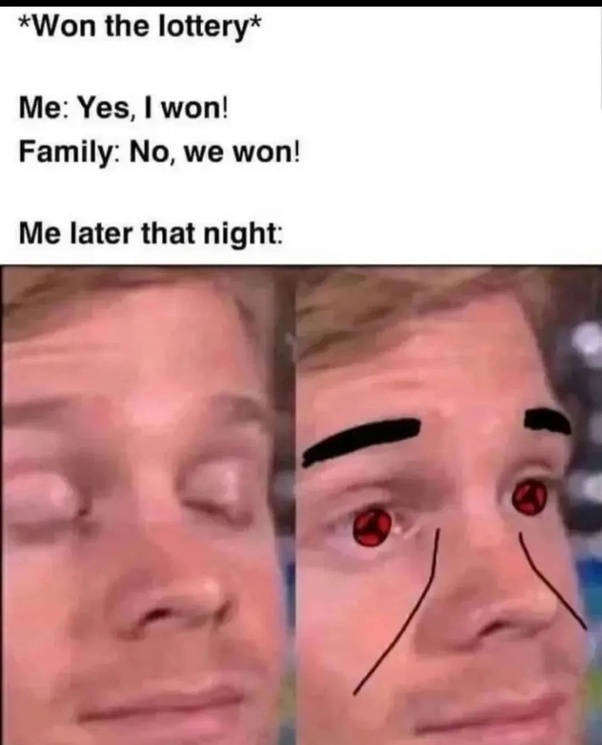 *Won the lottery*
Me: Yes, I won!
Family: No, we won!
Me later that night: